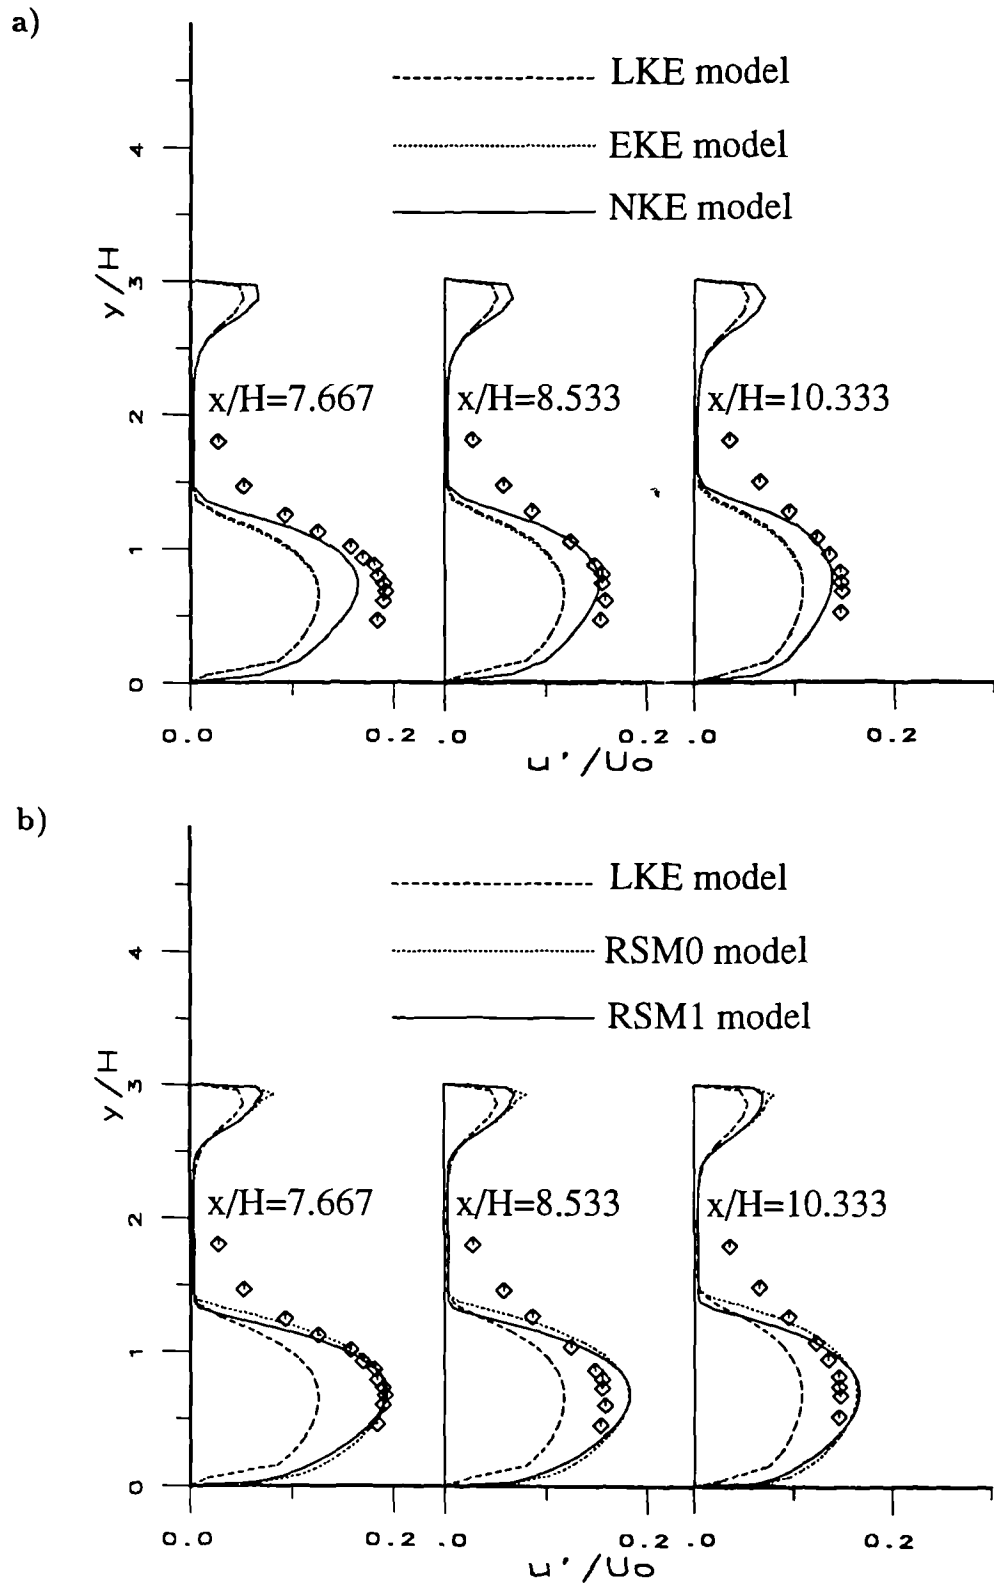 a)
LKE model
EKE model
NKE model
y/H
4
3
2
1
0
x/H=7.667
x/H=8.533
x/H=10.333
0.0
0.2
.0
0.2
.0
0.2
u'/Uo
b)
LKE model
RSM0 model
RSM1 model
y/H
4
3
2
1
0
x/H=7.667
x/H=8.533
x/H=10.333
0.0
0.2
.0
0.2
.0
0.2
u'/Uo